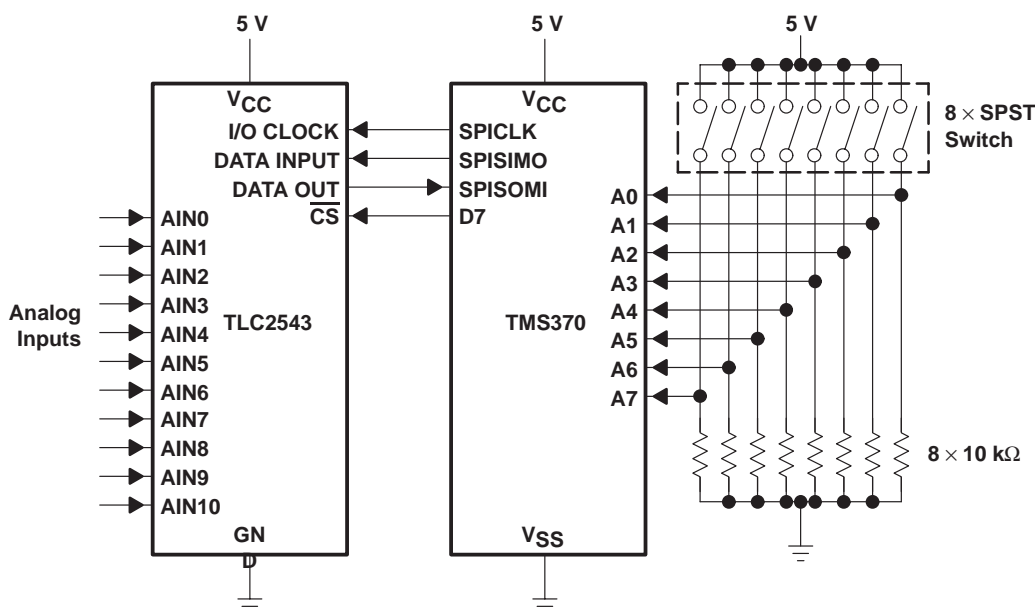 5 V
5 V
5 V
VCC
I/O CLOCK
DATA INPUT
DATA OUT
CS
AIN0
AIN1
AIN2
AIN3
AIN4
AIN5
AIN6
AIN7
AIN8
AIN9
AIN10
Analog
Inputs
TLC2543
GN
D
VCC
SPICLK
SPISIMO
SPISOMI
D7
TMS370
A0
A1
A2
A3
A4
A5
A6
A7
VSS
8 × SPST
Switch
8 × 10 kΩ